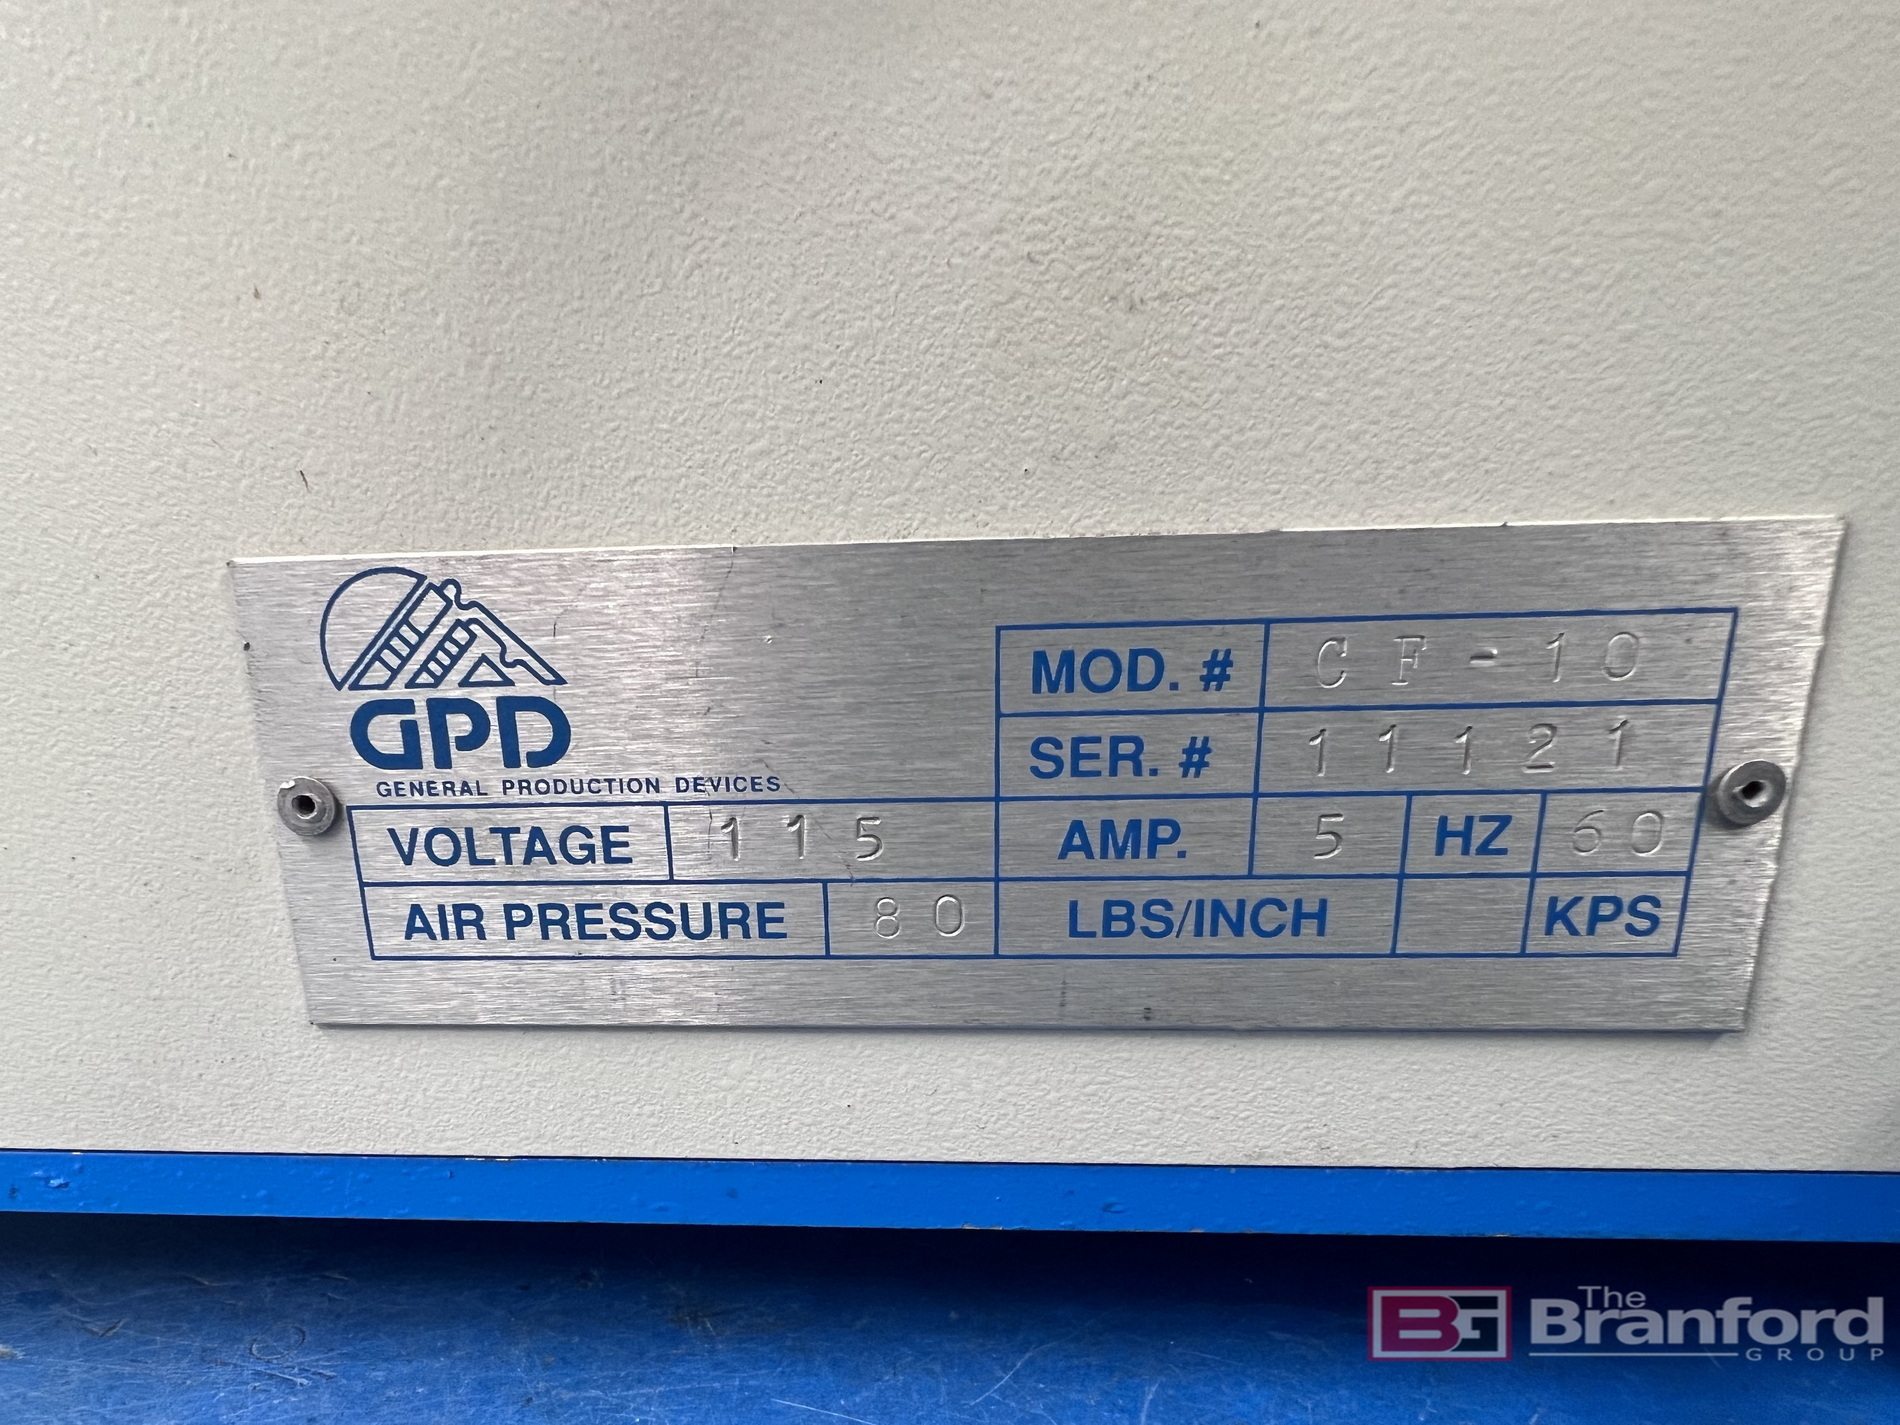 GPD
GENERAL PRODUCTION DEVICES
MOD. # CF-10
SER. # 11121
VOLTAGE 115 AMP. 5 HZ 60
AIR PRESSURE 80 LBS/INCH KPS
BG The Branford GROUP